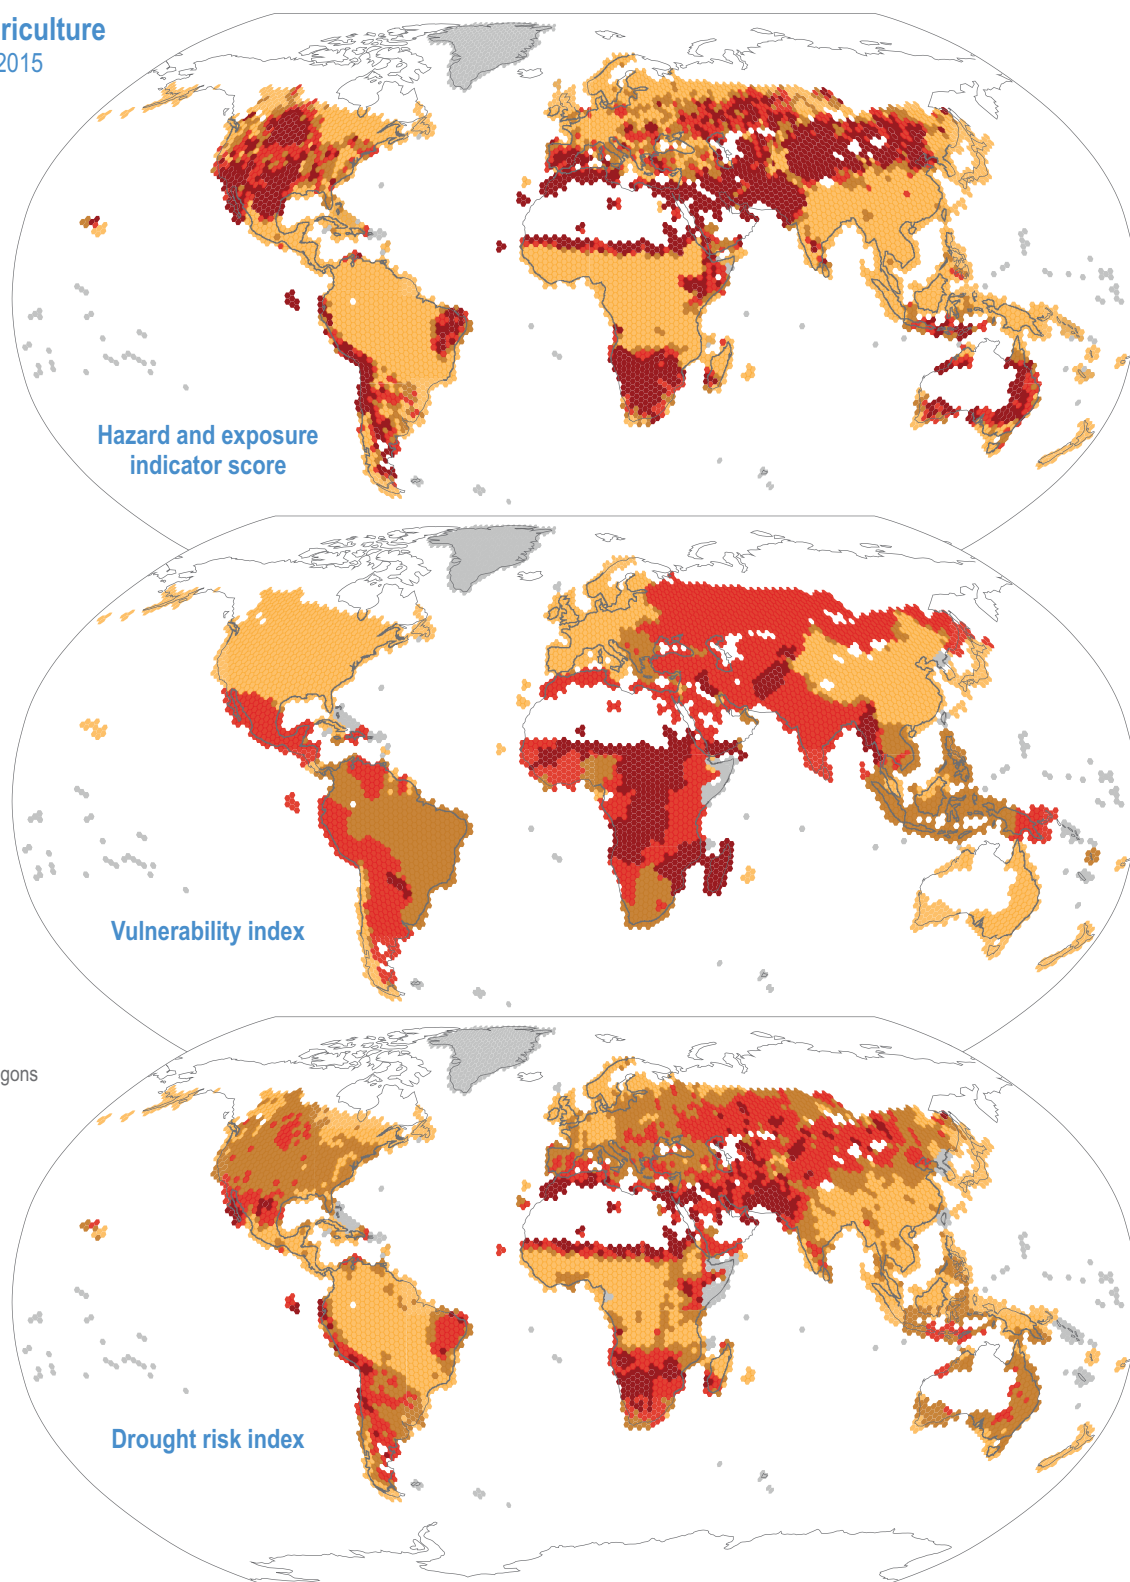 riculture
2015
Hazard and exposure
indicator score
Vulnerability index
gons
Drought risk index